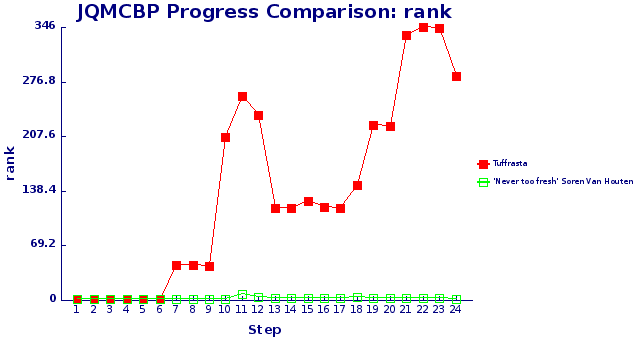 JQMCBP Progress Comparison: rank
346
276.8
207.6
138.4
69.2
0
rank
1 2 3 4 5 6 7 8 9 10 11 12 13 14 15 16 17 18 19 20 21 22 23 24
Step
Tuffrasta
'Never too fresh' Soren Van Houten